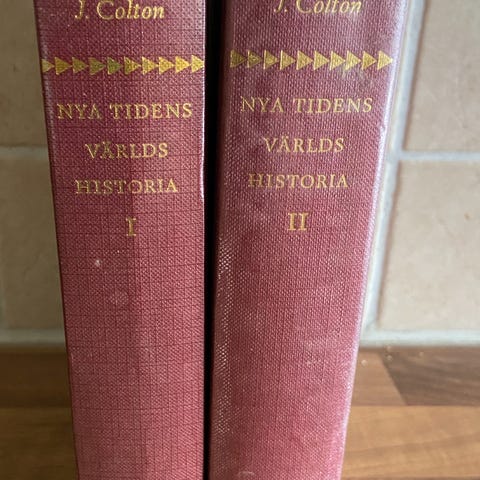 J. Colton
NYA TIDENS
VÄRLDS
HISTORIA
I
J. Colton
NYA TIDENS
VÄRLDS
HISTORIA
II